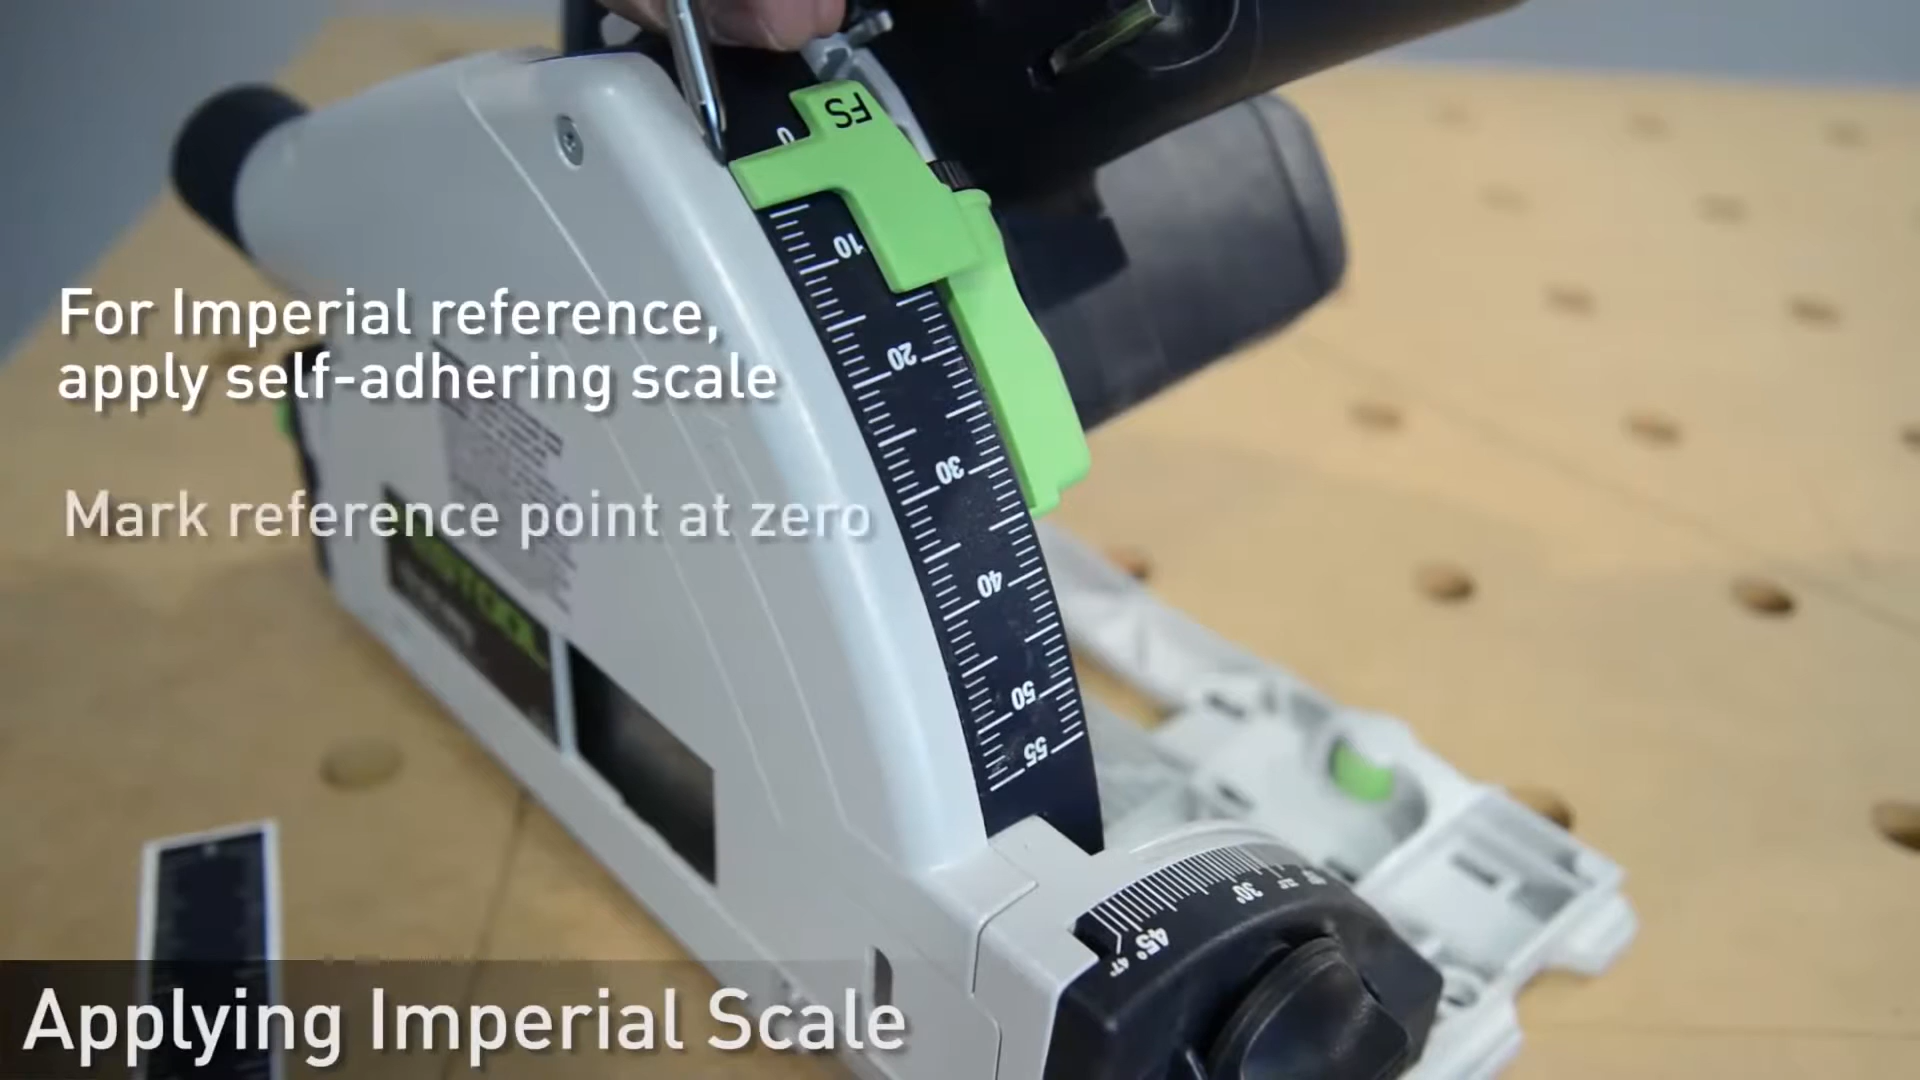 FS
0
10
20
30
40
50
55
For Imperial reference,
apply self-adhering scale
Mark reference point at zero
30°
45°
47°
Applying Imperial Scale